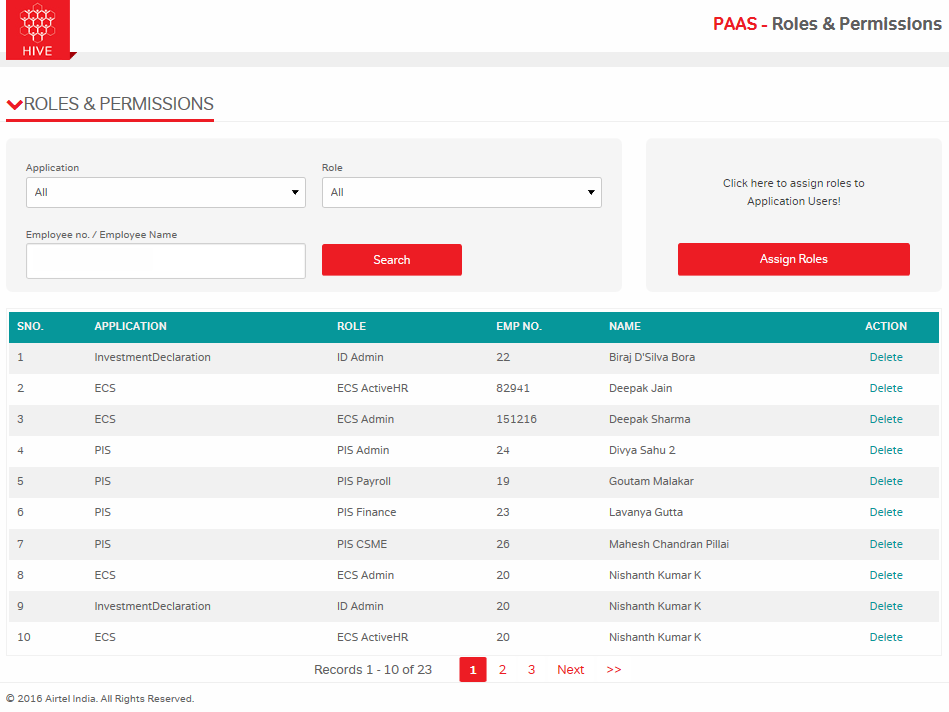 HIVE
PAAS - Roles & Permissions
ROLES & PERMISSIONS
Application
Role
All
All
Click here to assign roles to
Application Users!
Employee no. / Employee Name
Search
Assign Roles
SNO. APPLICATION ROLE EMP NO. NAME ACTION
1 InvestmentDeclaration ID Admin 22 Biraj D'Silva Bora Delete
2 ECS ECS ActiveHR 82941 Deepak Jain Delete
3 ECS ECS Admin 151216 Deepak Sharma Delete
4 PIS PIS Admin 24 Divya Sahu 2 Delete
5 PIS PIS Payroll 19 Goutam Malakar Delete
6 PIS PIS Finance 23 Lavanya Gutta Delete
7 PIS PIS CSME 26 Mahesh Chandran Pillai Delete
8 ECS ECS Admin 20 Nishanth Kumar K Delete
9 InvestmentDeclaration ID Admin 20 Nishanth Kumar K Delete
10 ECS ECS ActiveHR 20 Nishanth Kumar K Delete
Records 1 - 10 of 23 1 2 3 Next >>
© 2016 Airtel India. All Rights Reserved.